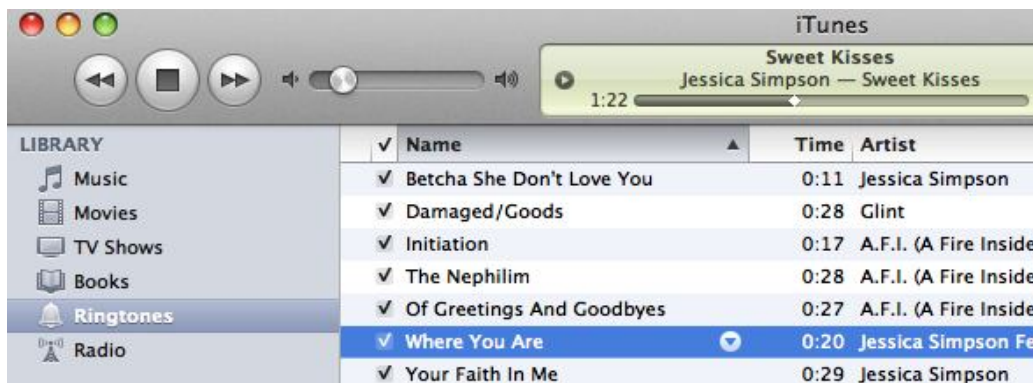 iTunes
Sweet Kisses
Jessica Simpson — Sweet Kisses
1:22
LIBRARY
Music
Movies
TV Shows
Books
Ringtones
Radio
✓ Name Time Artist
✓ Betcha She Don't Love You 0:11 Jessica Simpson
✓ Damaged/Goods 0:28 Glint
✓ Initiation 0:17 A.F.I. (A Fire Inside
✓ The Nephilim 0:28 A.F.I. (A Fire Inside
✓ Of Greetings And Goodbyes 0:27 A.F.I. (A Fire Inside
✓ Where You Are 0:20 Jessica Simpson Fe
✓ Your Faith In Me 0:29 Jessica Simpson